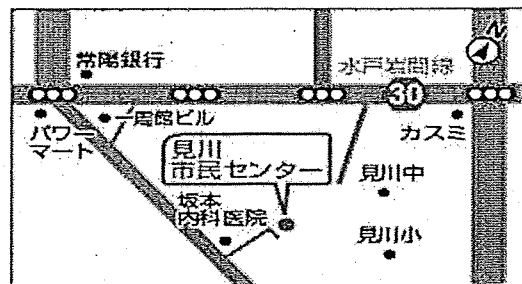 N
常陽銀行
水戸岩間線
30
一周館ビル
パワー
マート
カスミ
見川
市民センター
見川中
坂本
内科医院
見川小